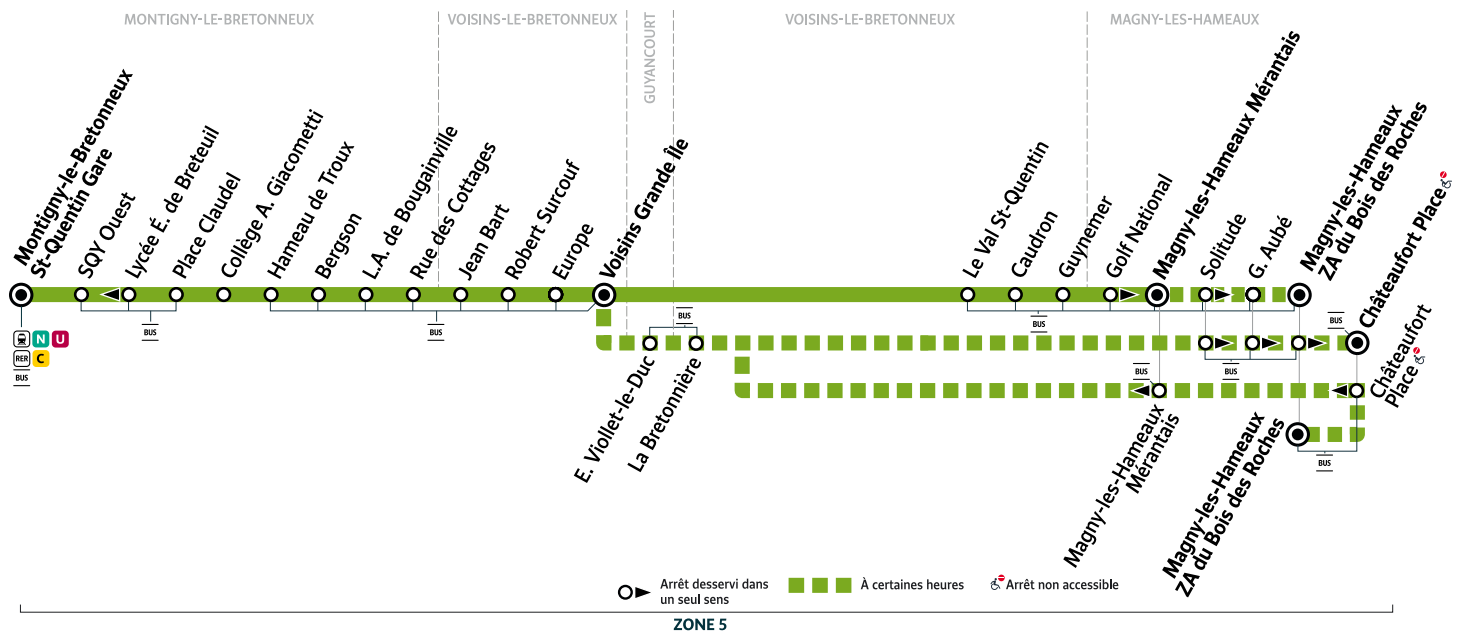 MONTIGNY-LE-BRETONNEUX
VOISINS-LE-BRETONNEUX
GUYANCOURT
VOISINS-LE-BRETONNEUX
MAGNY-LES-HAMEAUX
Montigny-le-Bretonneux
St-Quentin Gare
SQY Ouest
Lycée É. de Breteuil
Place Claudel
Collège A. Giacometti
Hameau de Troux
Bergson
L.A. de Bougainville
Rue des Cottages
Jean Bart
Robert Surcouf
Europe
Voisins Grande Île
Le Val St-Quentin
Caudron
Guynemer
Golf National
Magny-les-Hameaux Mérantais
Solitude
G. Aubé
Magny-les-Hameaux
ZA du Bois des Roches
Châteaufort Place
N U
RER C
BUS
BUS
BUS
BUS
BUS
BUS
BUS
BUS
BUS
E. Viollet-le-Duc
La Bretonnière
Magny-les-Hameaux
Mérantais
Magny-les-Hameaux
ZA du Bois des Roches
Châteaufort
Place
Arrêt desservi dans
un seul sens
À certaines heures
Arrêt non accessible
ZONE 5